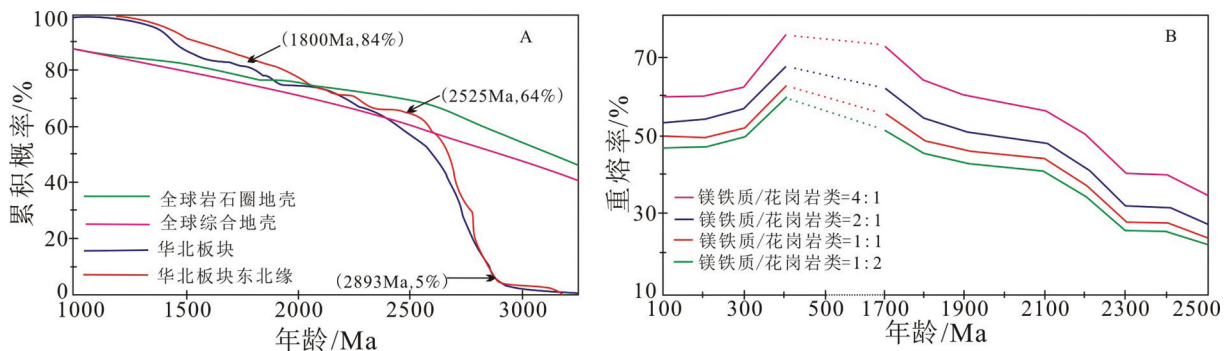 100
80
60
40
20
0
累积概率/%
1000
1500
2000
2500
3000
年龄/Ma
A
(1800Ma,84%)
(2525Ma,64%)
(2893Ma,5%)
全球岩石圈地壳
全球综合地壳
华北板块
华北板块东北缘
70
50
30
10
重熔率/%
100
300
500
1700
1900
2100
2300
2500
年龄/Ma
B
镁铁质/花岗岩类=4:1
镁铁质/花岗岩类=2:1
镁铁质/花岗岩类=1:1
镁铁质/花岗岩类=1:2